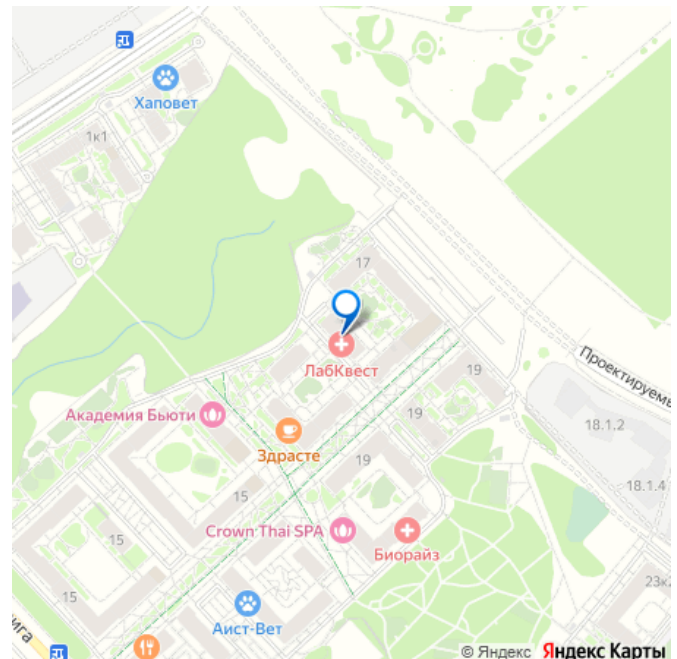 Хаповет
1к1
17
ЛабКвест
19
Академия Бьюти
19
Здрасте
19
15
Проектируемы
18.1.2
18.1.4
Crown Thai SPA
Биорайз
15
15
23к2
Аист-Вет
ига
© Яндекс Яндекс Карты